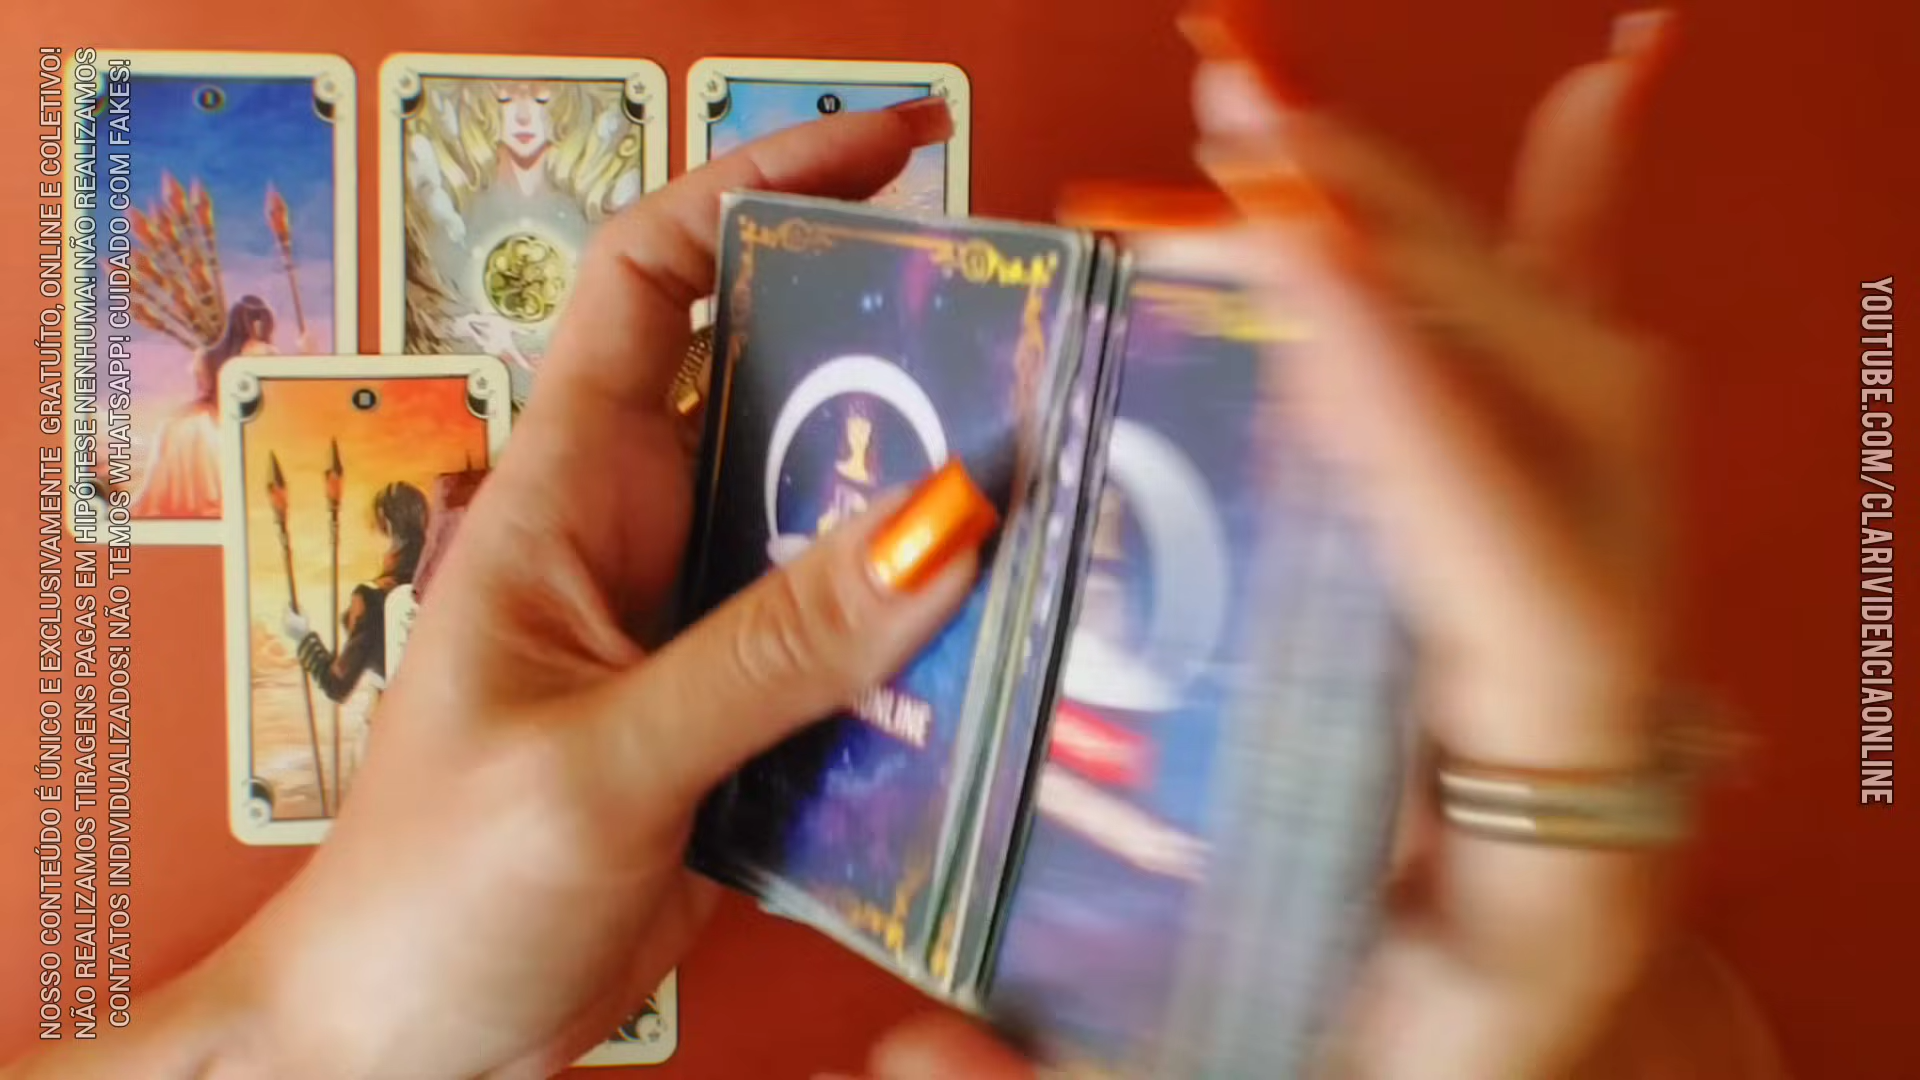 NOSSO CONTEÚDO É ÚNICO E EXCLUSIVAMENTE GRATUÍTO, ONLINE E COLETIVO!
NÃO REALIZAMOS TIRAGENS PAGAS EM HIPÓTESE NENHUMA! NÃO REALIZAMOS
CONTATOS INDIVIDUALIZADOS! NÃO TEMOS WHATSAPP! CUIDADO COM FAKES!
VI
ONLINE
YOUTUBE.COM/CLARIVIDENCIAONLINE